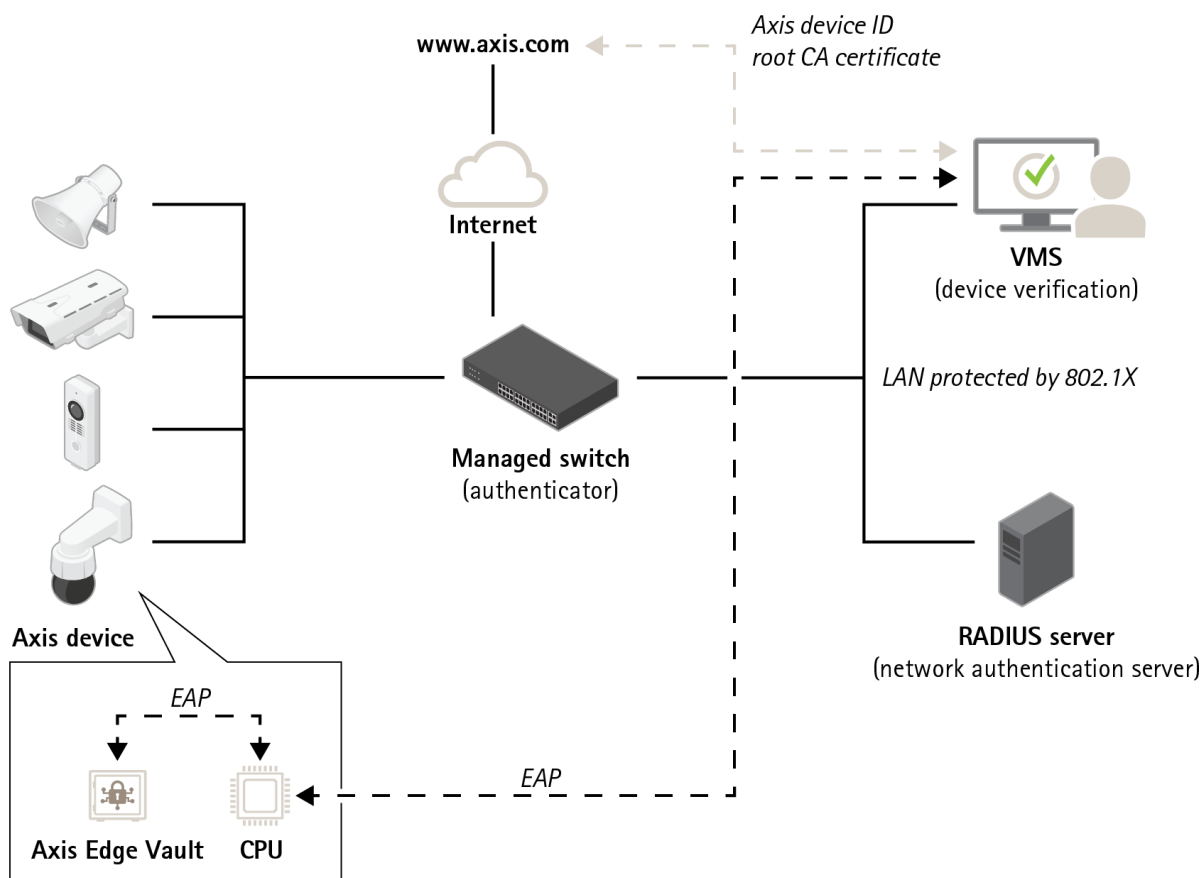 www.axis.com
Axis device ID
root CA certificate
Internet
VMS
(device verification)
LAN protected by 802.1X
Managed switch
(authenticator)
RADIUS server
(network authentication server)
Axis device
EAP
EAP
Axis Edge Vault
CPU